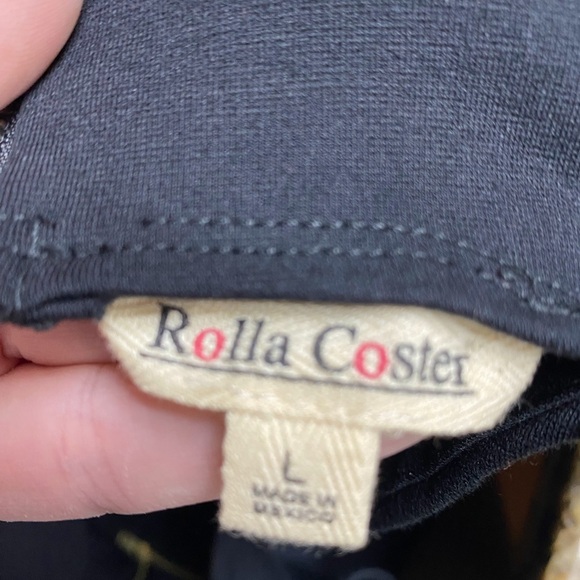 Rolla Coster
L
MADE IN
MEXICO